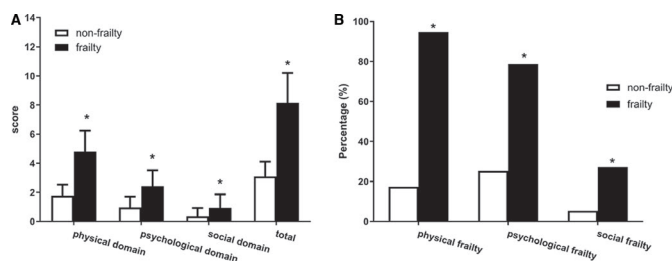 A
14
12
10
8
6
4
2
0
score
non-frailty
frailty
*
*
*
*
physical domain
psychological domain
social domain
total
B
100
80
60
40
20
0
Percentage (%)
*
*
*
non-frailty
frailty
physical frailty
psychological frailty
social frailty